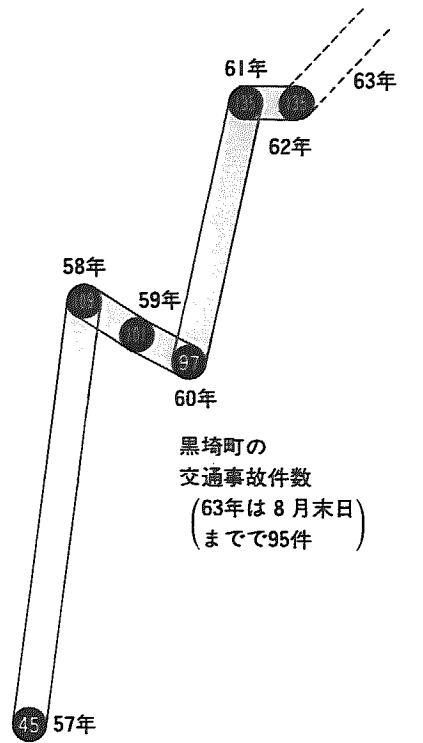 61年
63年
62年
58年
59年
97
60年
黒埼町の
交通事故件数
(63年は8月末日
までで95件)
45 57年